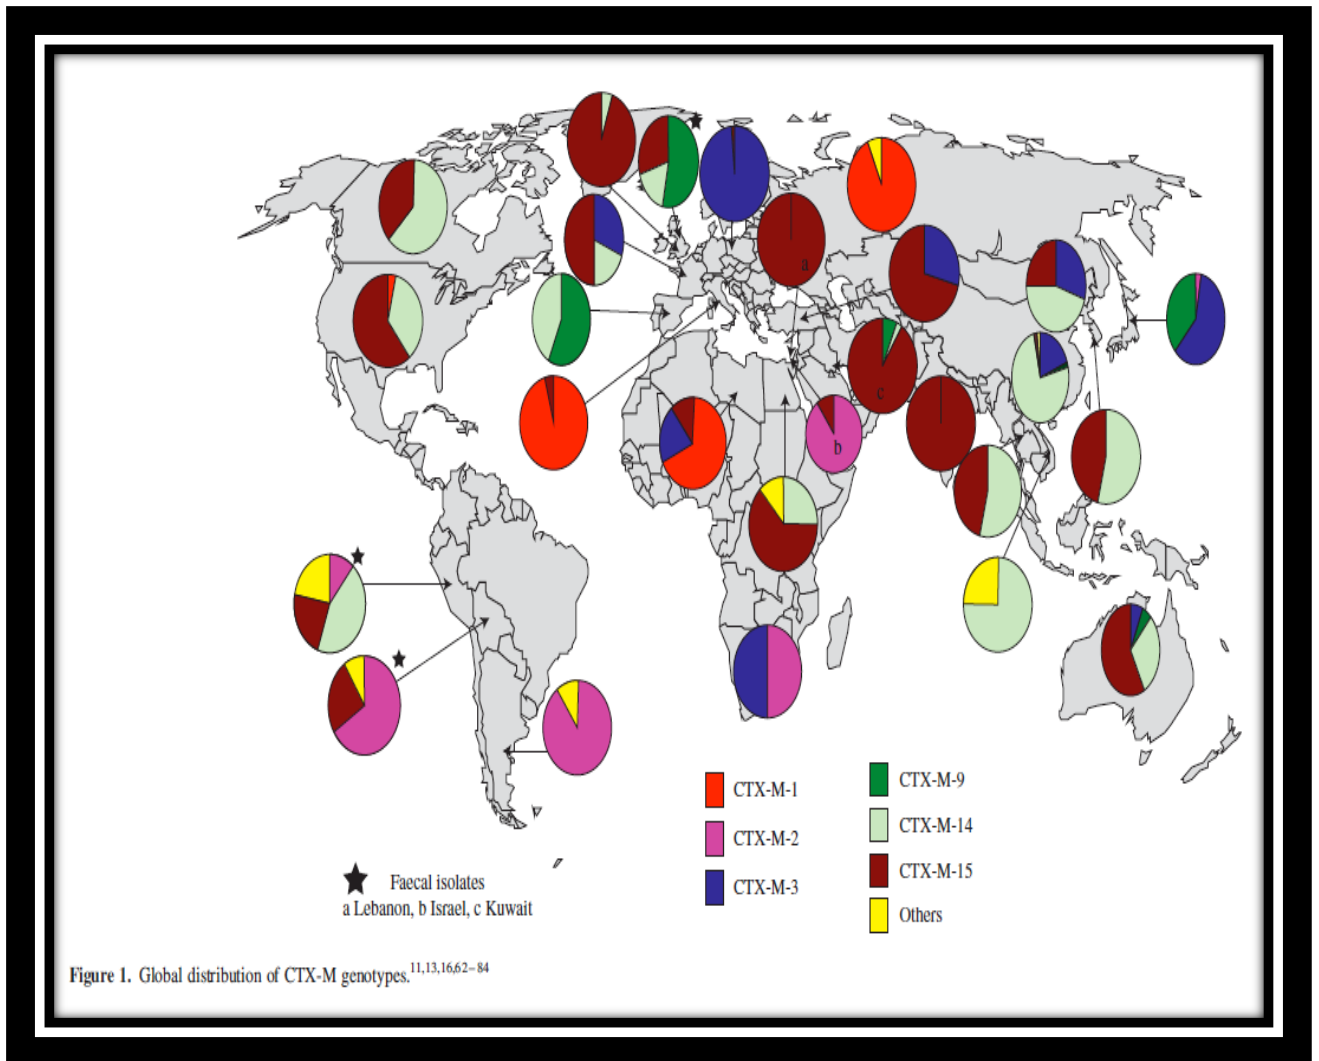 a
c
b
CTX-M-1
CTX-M-2
CTX-M-3
CTX-M-9
CTX-M-14
CTX-M-15
Others
Faecal isolates
a Lebanon, b Israel, c Kuwait
Figure 1. Global distribution of CTX-M genotypes.11,13,16,62–84